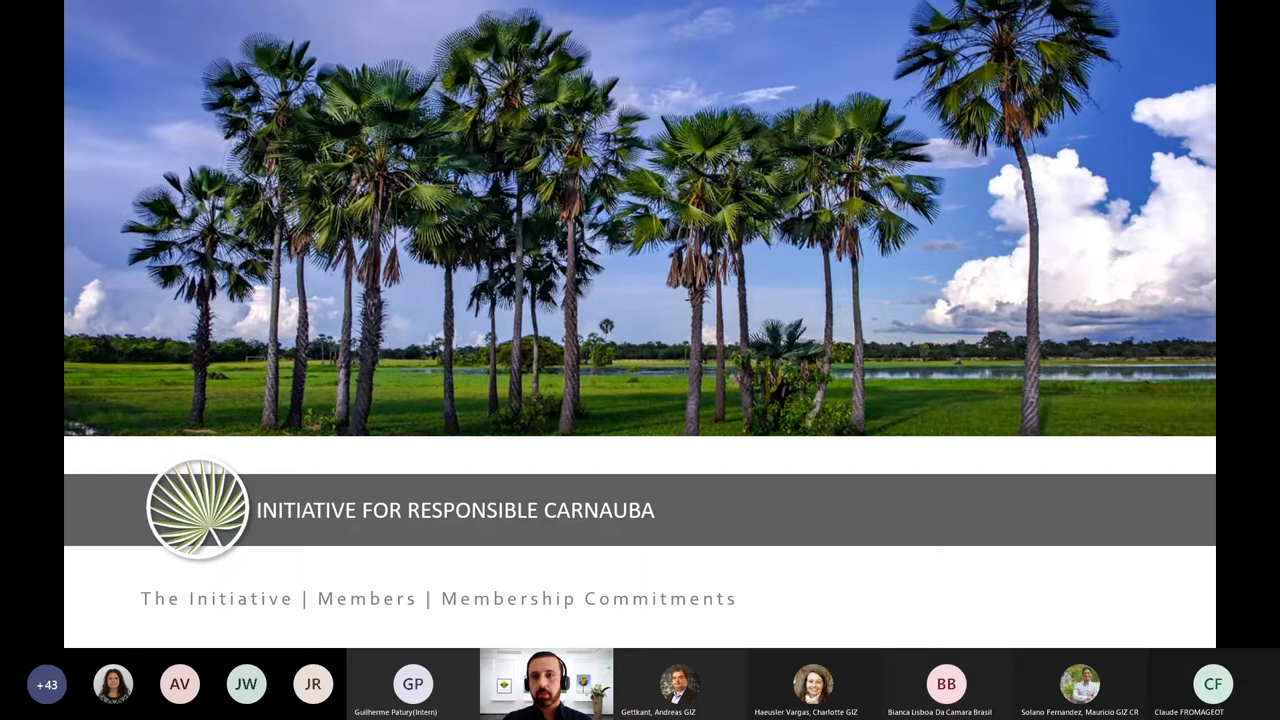 INITIATIVE FOR RESPONSIBLE CARNAUBA
The Initiative | Members | Membership Commitments
+43
AV
JW
JR
GP
BB
CF
Guilherme Patury(Intern)
Gettkant, Andreas GIZ
Haeusler Vargas, Charlotte GIZ
Bianca Lisboa Da Camara Brasil
Solano Fernandez, Mauricio GIZ CR
Claude FROMAGEOT